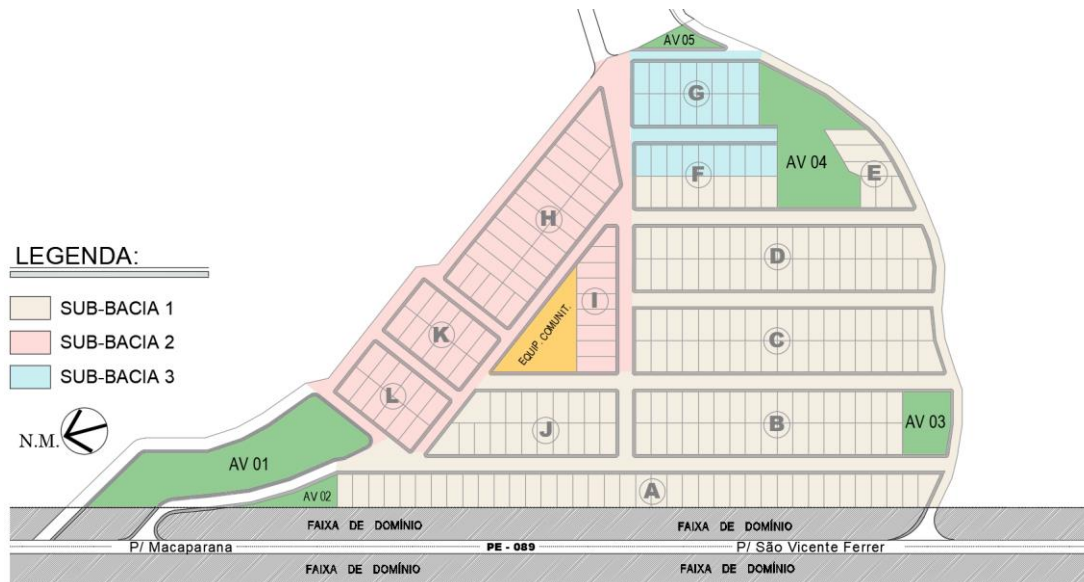 AV 05
G
AV 04
F
E
H
D
LEGENDA:
SUB-BACIA 1
I
SUB-BACIA 2
EQUIP. COMUNIT.
K
C
SUB-BACIA 3
L
N.M.
J
B
AV 03
AV 01
AV 02
A
FAIXA DE DOMÍNIO
FAIXA DE DOMÍNIO
P/ Macaparana
PE - 089
P/ São Vicente Ferrer
FAIXA DE DOMÍNIO
FAIXA DE DOMÍNIO